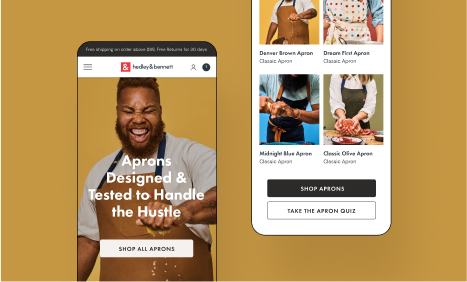 Free shipping on order above $90, Free Returns for 30 days
& hedley & bennett
1
Aprons
Designed &
Tested to Handle
the Hustle
SHOP ALL APRONS
Denver Brown Apron
Classic Apron
Dream First Apron
Classic Apron
Midnight Blue Apron
Classic Apron
Classic Olive Apron
Classic Apron
SHOP APRONS
TAKE THE APRON QUIZ